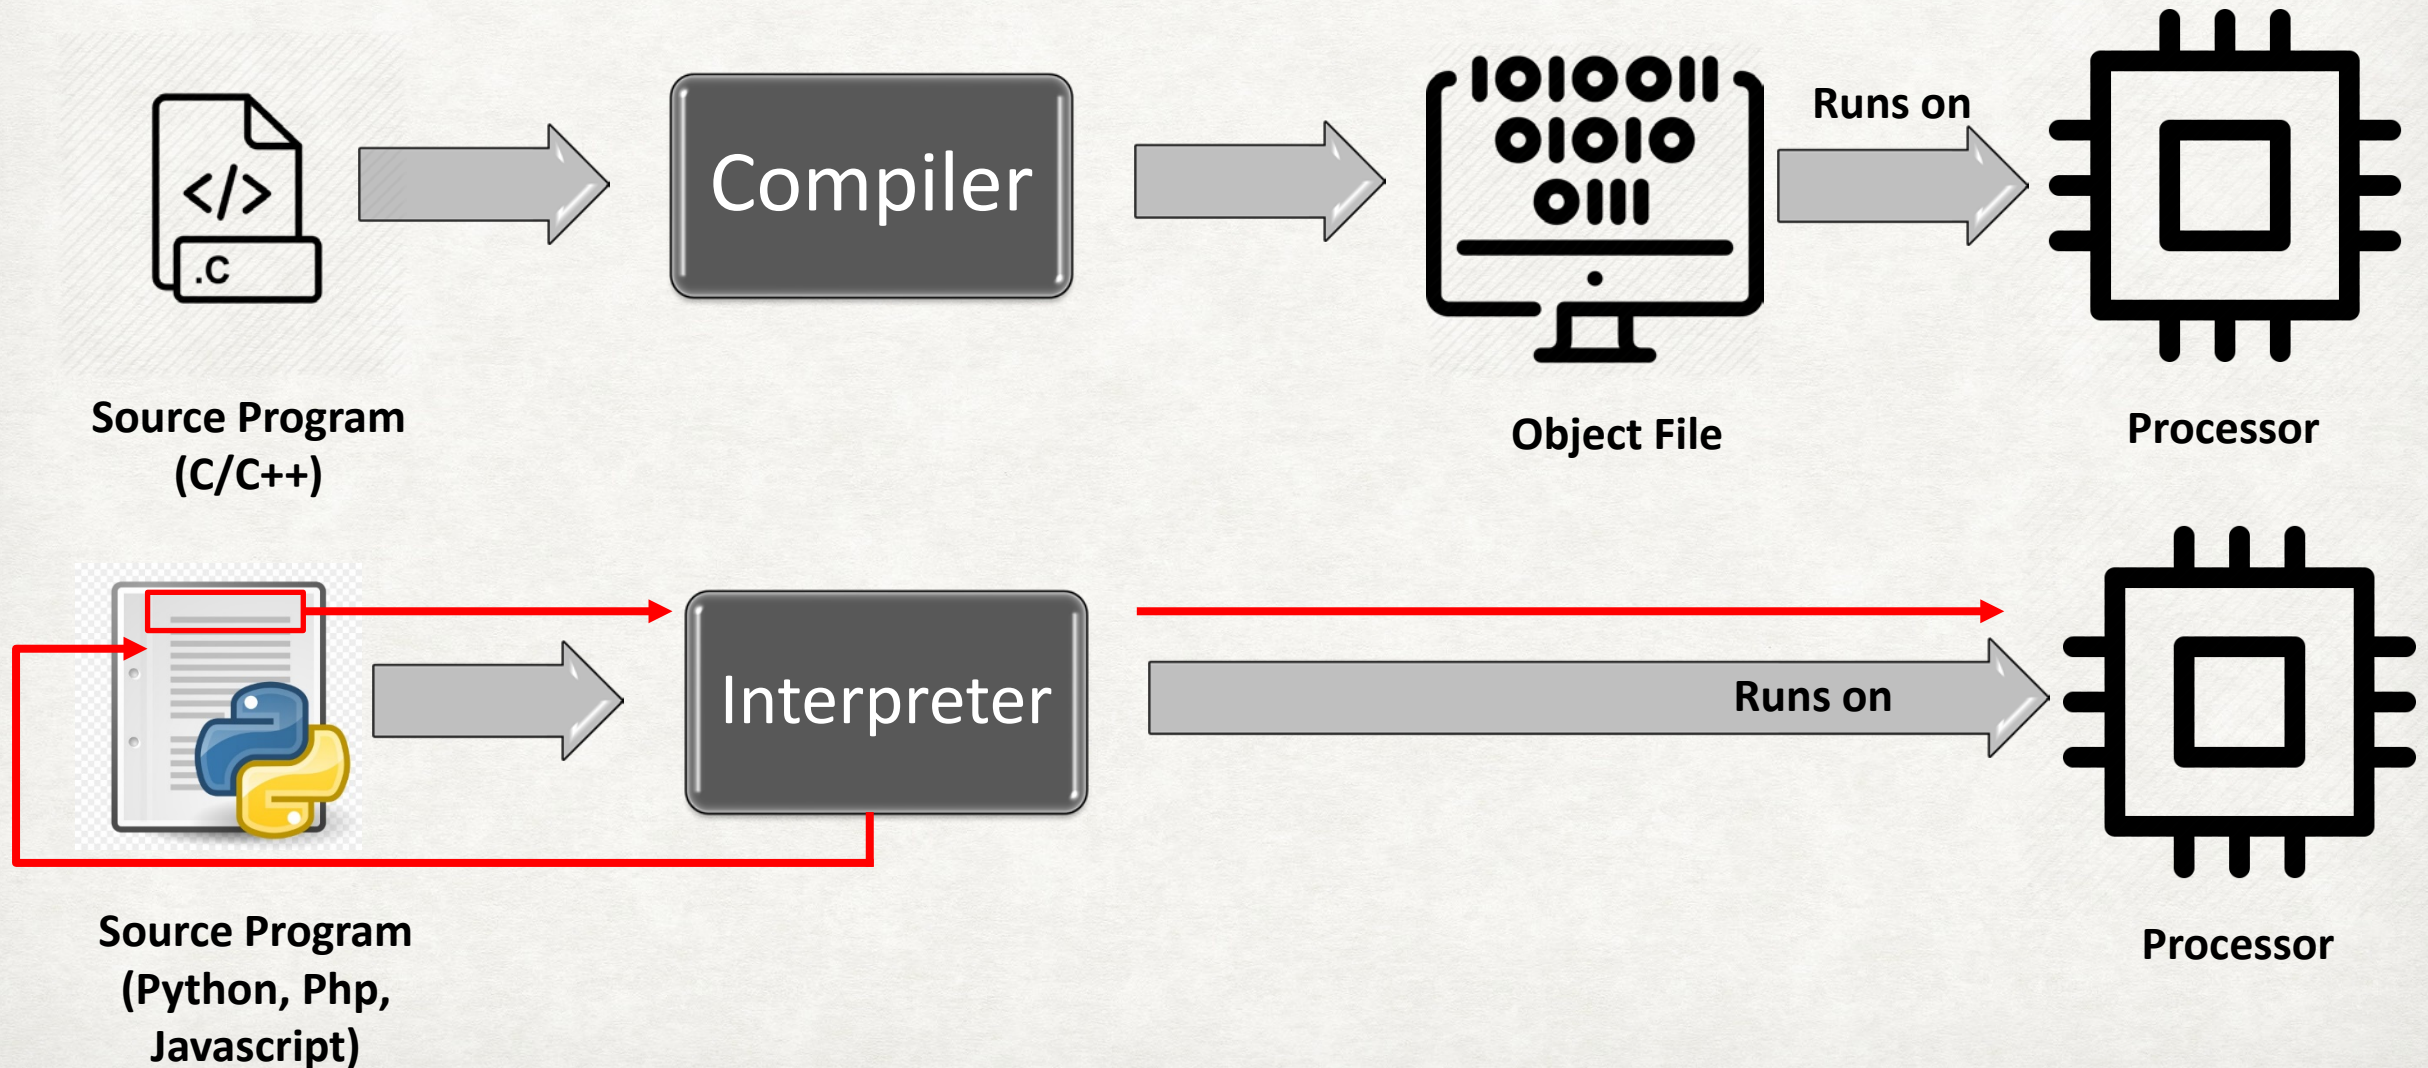 </>
.C
Compiler
1010011
01010
0111
Runs on
Source Program
(C/C++)
Object File
Processor
Interpreter
Runs on
Source Program
(Python, Php,
Javascript)
Processor